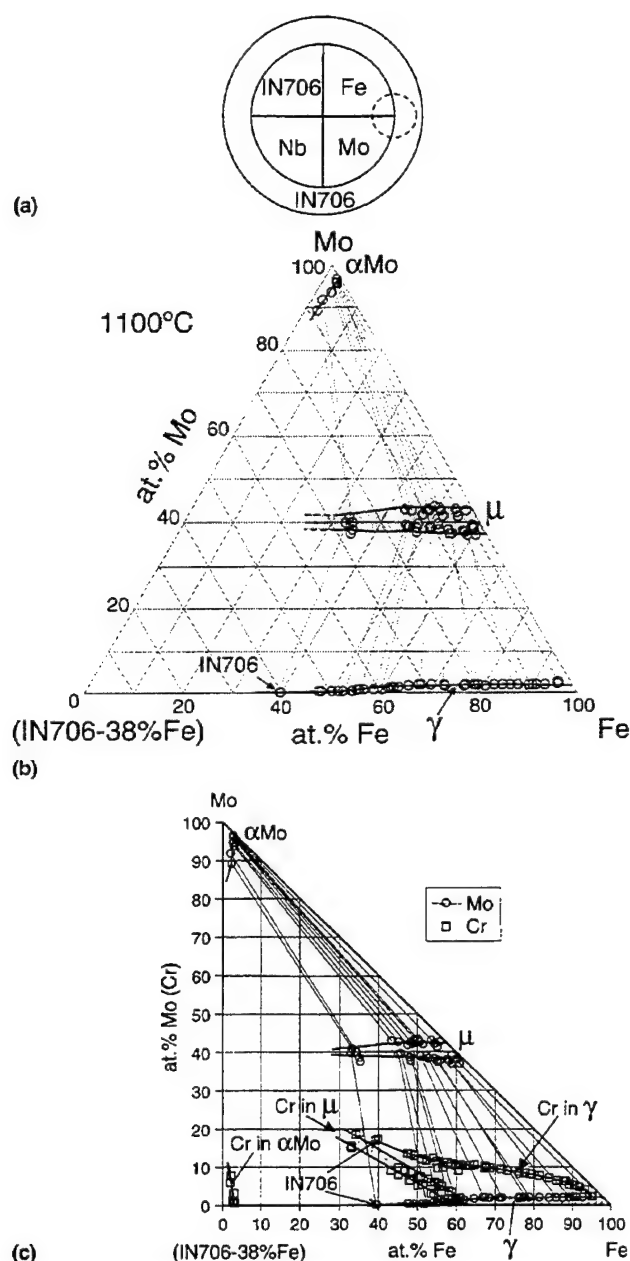 IN706 Fe
Nb Mo
IN706
(a)
Mo
100 αMo
1100°C
80
60
at.% Mo
40 μ
20
IN706
0 20 40 60 80 100
(IN706-38%Fe) at.% Fe γ Fe
(b)
Mo
100 αMo
90
80 Mo
Cr
70
60
50
at.% Mo (Cr)
40 μ
30
20 Cr in μ Cr in γ
Cr in αMo
10
IN706
0
0 10 20 30 40 50 60 70 80 90 100
(IN706-38%Fe) at.% Fe γ Fe
(c)